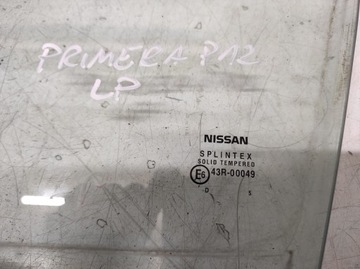 PRIMERA P12
LP
NISSAN
SPLINTEX
SOLID TEMPERED
E6 43R-00049
D S